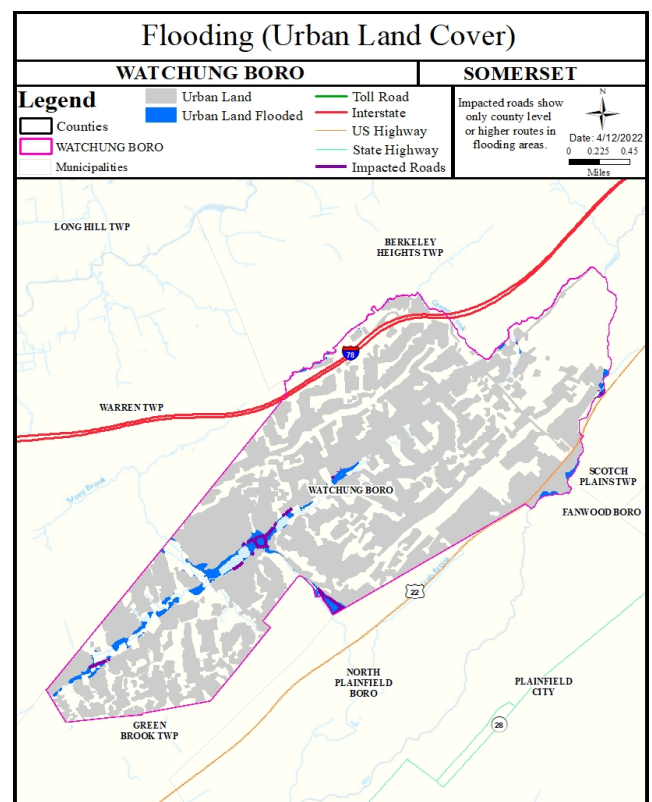 Flooding (Urban Land Cover)
WATCHUNG BORO
SOMERSET
Legend
Counties
WATCHUNG BORO
Municipalities
Urban Land
Urban Land Flooded
Toll Road
Interstate
US Highway
State Highway
Impacted Roads
Impacted roads show
only county level
or higher routes in
flooding areas.
N
Date: 4/12/2022
0 0.225 0.45
Miles
LONG HILL TWP
BERKELEY
HEIGHTS TWP
78
WARREN TWP
Stony Brook
WATCHUNG BORO
SCOTCH
PLAINS TWP
FANWOOD BORO
22
NORTH
PLAINFIELD
BORO
PLAINFIELD
CITY
GREEN
BROOK TWP
28